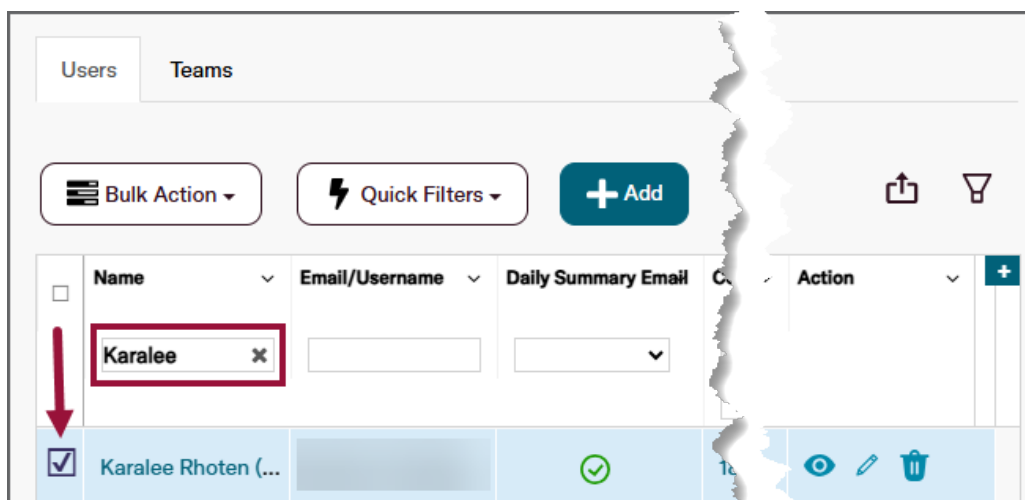 Users Teams
Bulk Action Quick Filters Add
Name Email/Username Daily Summary Email Action
Karalee
Karalee Rhoten (...